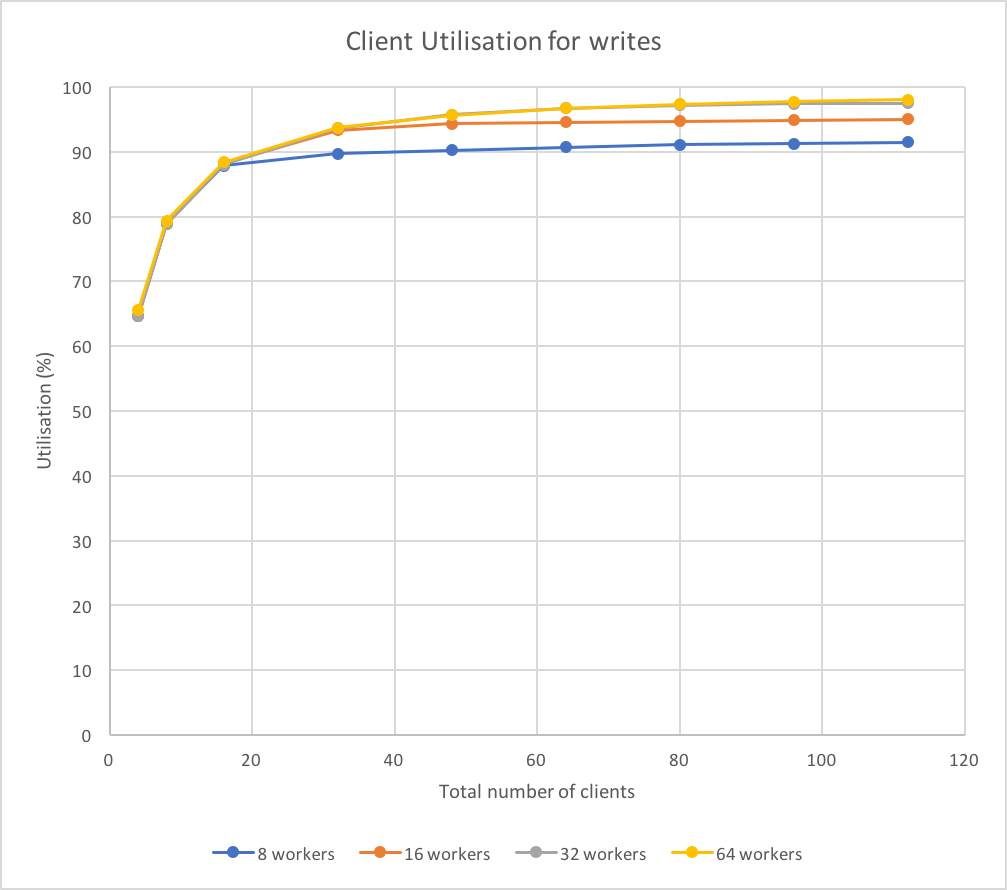 Client Utilisation for writes
100
90
80
70
60
50
40
30
20
10
0
Utilisation (%)
0 20 40 60 80 100 120
Total number of clients
8 workers 16 workers 32 workers 64 workers